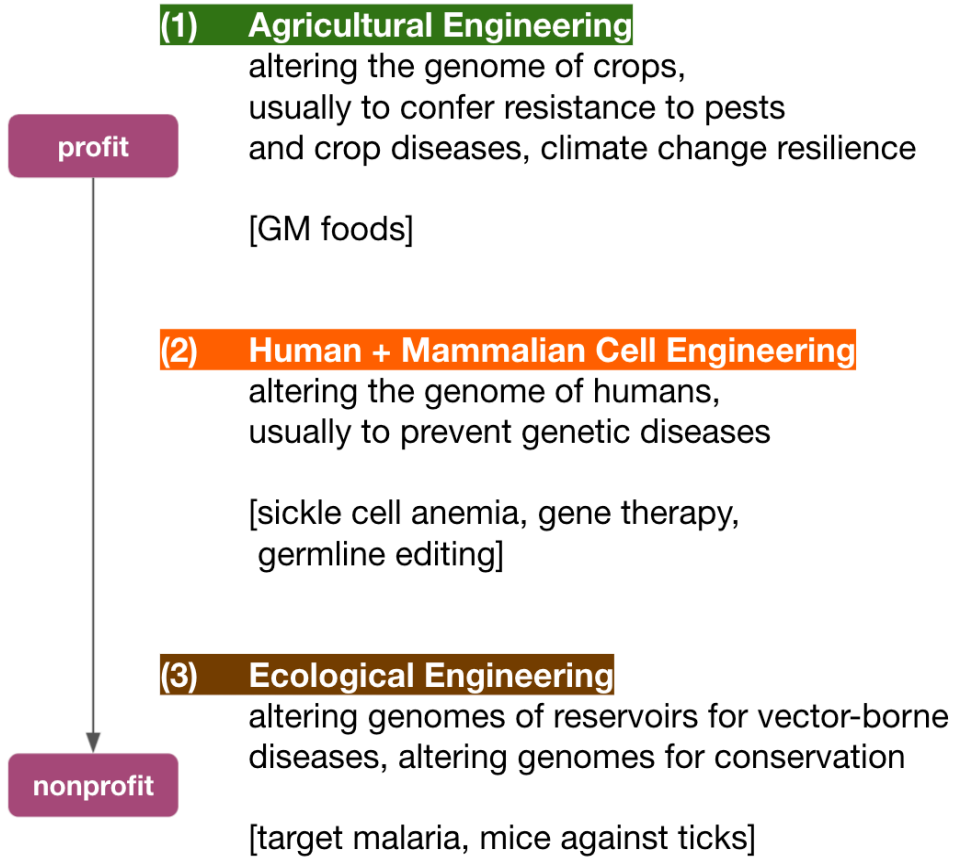 (1) Agricultural Engineering
altering the genome of crops,
usually to confer resistance to pests
and crop diseases, climate change resilience
profit
[GM foods]
(2) Human + Mammalian Cell Engineering
altering the genome of humans,
usually to prevent genetic diseases
[sickle cell anemia, gene therapy,
germline editing]
(3) Ecological Engineering
altering genomes of reservoirs for vector-borne
diseases, altering genomes for conservation
nonprofit
[target malaria, mice against ticks]